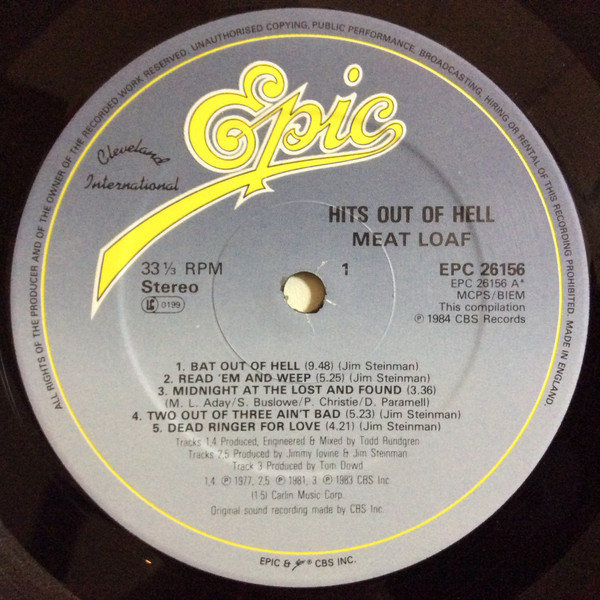 ALL RIGHTS OF THE PRODUCER AND OF THE OWNER OF THE RECORDED WORK RESERVED. UNAUTHORISED COPYING, PUBLIC PERFORMANCE, BROADCASTING, HIRING OR RENTAL OF THIS RECORDING PROHIBITED. MADE IN ENGLAND.
Epic
Cleveland
International
HITS OUT OF HELL
MEAT LOAF
33⅓ RPM
Stereo
LC 0199
1
EPC 26156
EPC 26156 A*
MCPS/BIEM
This compilation
℗ 1984 CBS Records
1. BAT OUT OF HELL (9.48) (Jim Steinman)
2. READ 'EM AND WEEP (5.25) (Jim Steinman)
3. MIDNIGHT AT THE LOST AND FOUND (3.36)
(M. L. Aday/S. Buslowe/P. Christie/D. Paramell)
4. TWO OUT OF THREE AIN'T BAD (5.23) (Jim Steinman)
5. DEAD RINGER FOR LOVE (4.21) (Jim Steinman)
Tracks 1,4 Produced, Engineered & Mixed by Todd Rundgren
Tracks 2,5 Produced by Jimmy Iovine & Jim Steinman
Track 3 Produced by Tom Dowd
1,4 ℗ 1977, 2,5 ℗ 1981, 3 ℗ 1983 CBS Inc.
(1-5) Carlin Music Corp.
Original sound recording made by CBS Inc.
EPIC & ® CBS INC.